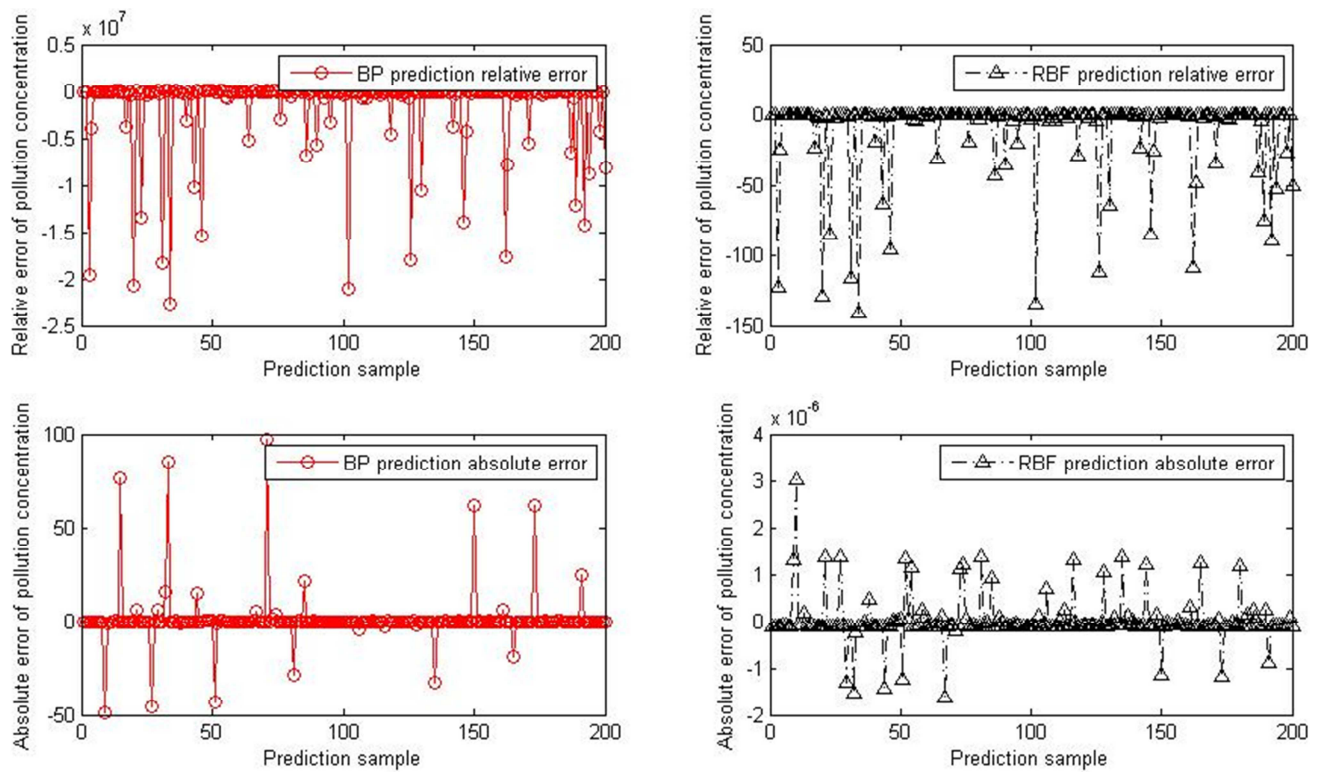 x 10^7
Relative error of pollution concentration
0.5
0
-0.5
-1
-1.5
-2
-2.5
0 50 100 150 200
BP prediction relative error
Prediction sample
Relative error of pollution concentration
50
0
-50
-100
-150
0 50 100 150 200
RBF prediction relative error
Prediction sample
Absolute error of pollution concentration
100
50
0
-50
0 50 100 150 200
BP prediction absolute error
Prediction sample
x 10^-6
Absolute error of pollution concentration
4
3
2
1
0
-1
-2
0 50 100 150 200
RBF prediction absolute error
Prediction sample